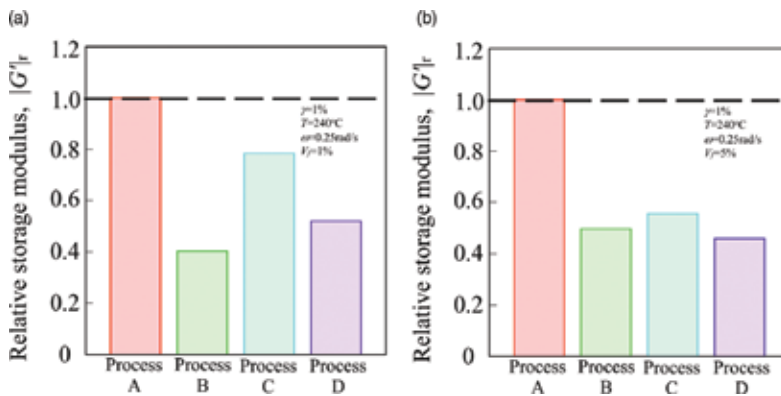 (a)
Relative storage modulus, |G'|r
1.2
1.0
0.8
0.6
0.4
0.2
0
γ=1%
T=240°C
ω=0.25rad/s
Vf=1%
Process A
Process B
Process C
Process D
(b)
Relative storage modulus, |G'|r
1.2
1.0
0.8
0.6
0.4
0.2
0
γ=1%
T=240°C
ω=0.25rad/s
Vf=5%
Process A
Process B
Process C
Process D